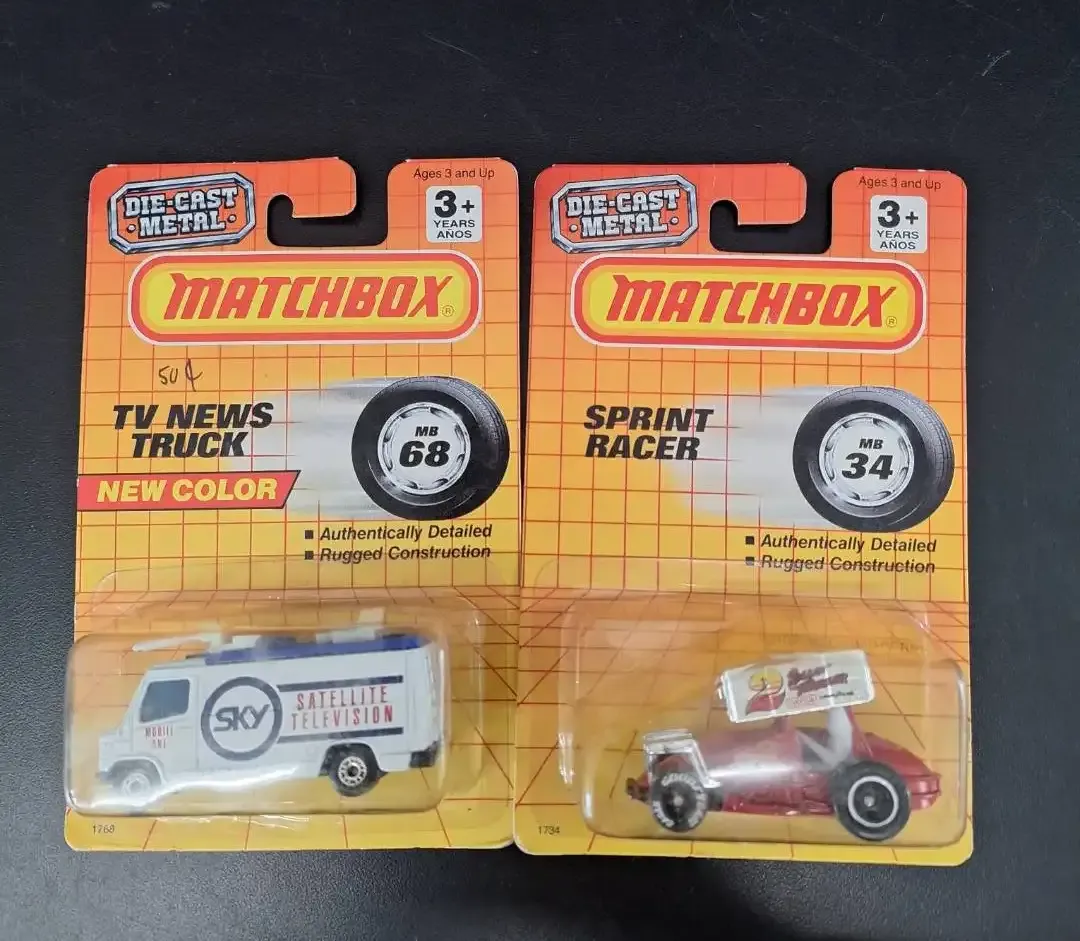 DIE-CAST
METAL
Ages 3 and Up
3+
YEARS
AÑOS
MATCHBOX®
50¢
TV NEWS
TRUCK
MB
68
NEW COLOR
Authentically Detailed
Rugged Construction
SKY
SATELLITE
TELEVISION
MOBILE
1768
DIE-CAST
METAL
Ages 3 and Up
3+
YEARS
AÑOS
MATCHBOX®
SPRINT
RACER
MB
34
Authentically Detailed
Rugged Construction
2
1734